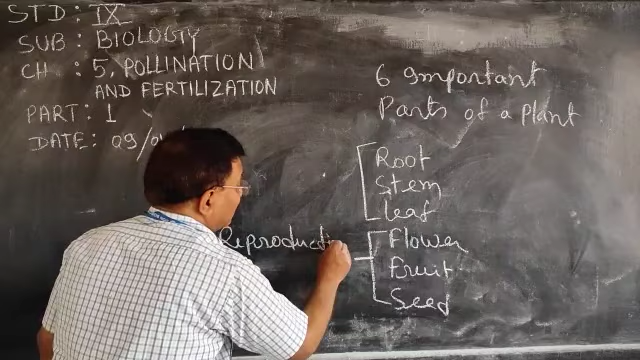 STD: IX
SUB: BIOLOGY
CH : 5, POLLINATION
AND FERTILIZATION
PART: 1
DATE: 09/
6 Important
Parts of a plant
Root
Stem
leaf
Flower
Fruit
Seed